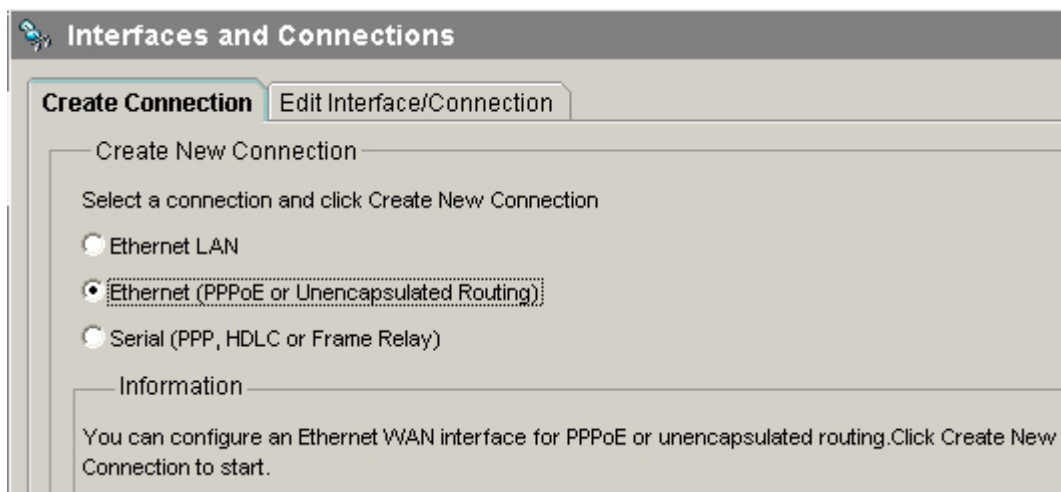 Interfaces and Connections
Create Connection
Edit Interface/Connection
Create New Connection
Select a connection and click Create New Connection
Ethernet LAN
Ethernet (PPPoE or Unencapsulated Routing)
Serial (PPP, HDLC or Frame Relay)
Information
You can configure an Ethernet WAN interface for PPPoE or unencapsulated routing.Click Create New
Connection to start.